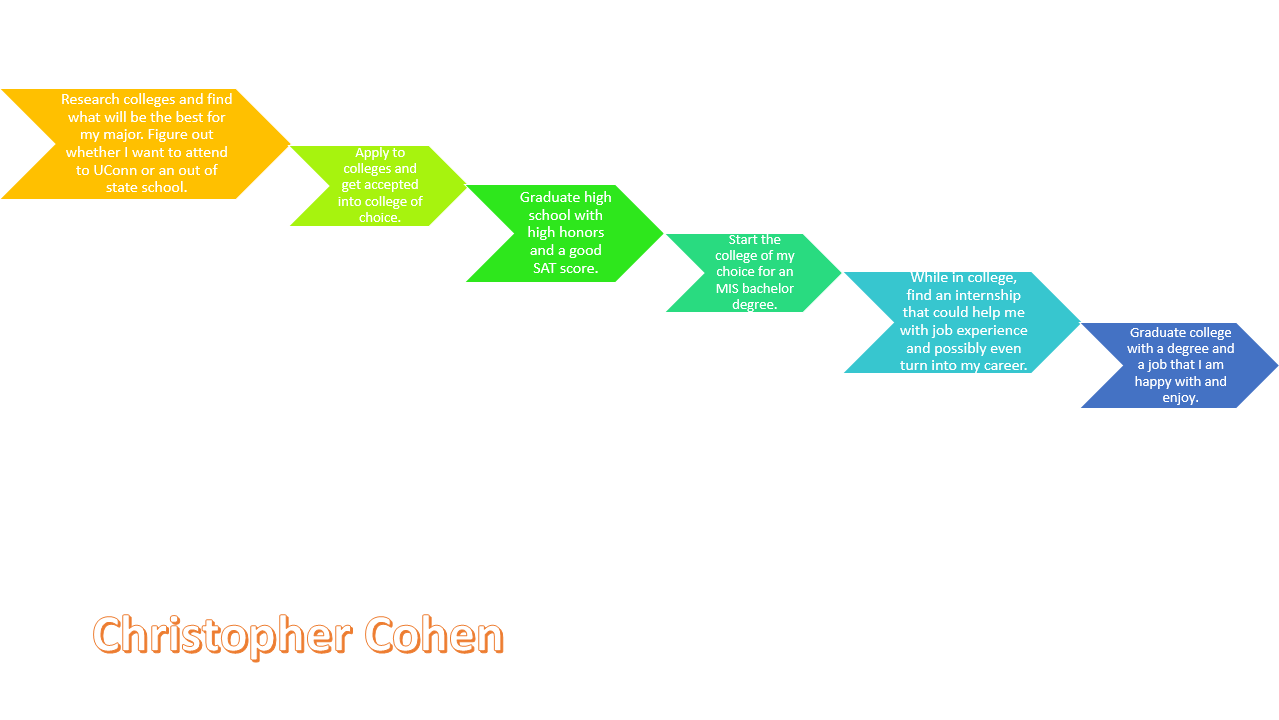 Research colleges and find
what will be the best for
my major. Figure out
whether I want to attend
to UConn or an out of
state school.
Apply to
colleges and
get accepted
into college of
choice.
Graduate high
school with
high honors
and a good
SAT score.
Start the
college of my
choice for an
MIS bachelor
degree.
While in college,
find an internship
that could help me
with job experience
and possibly even
turn into my career.
Graduate college
with a degree and
a job that I am
happy with and
enjoy.
Christopher Cohen